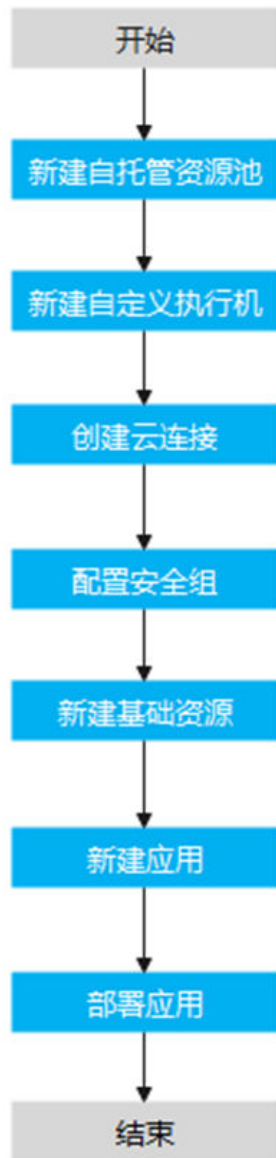 开始
新建自托管资源池
新建自定义执行机
创建云连接
配置安全组
新建基础资源
新建应用
部署应用
结束